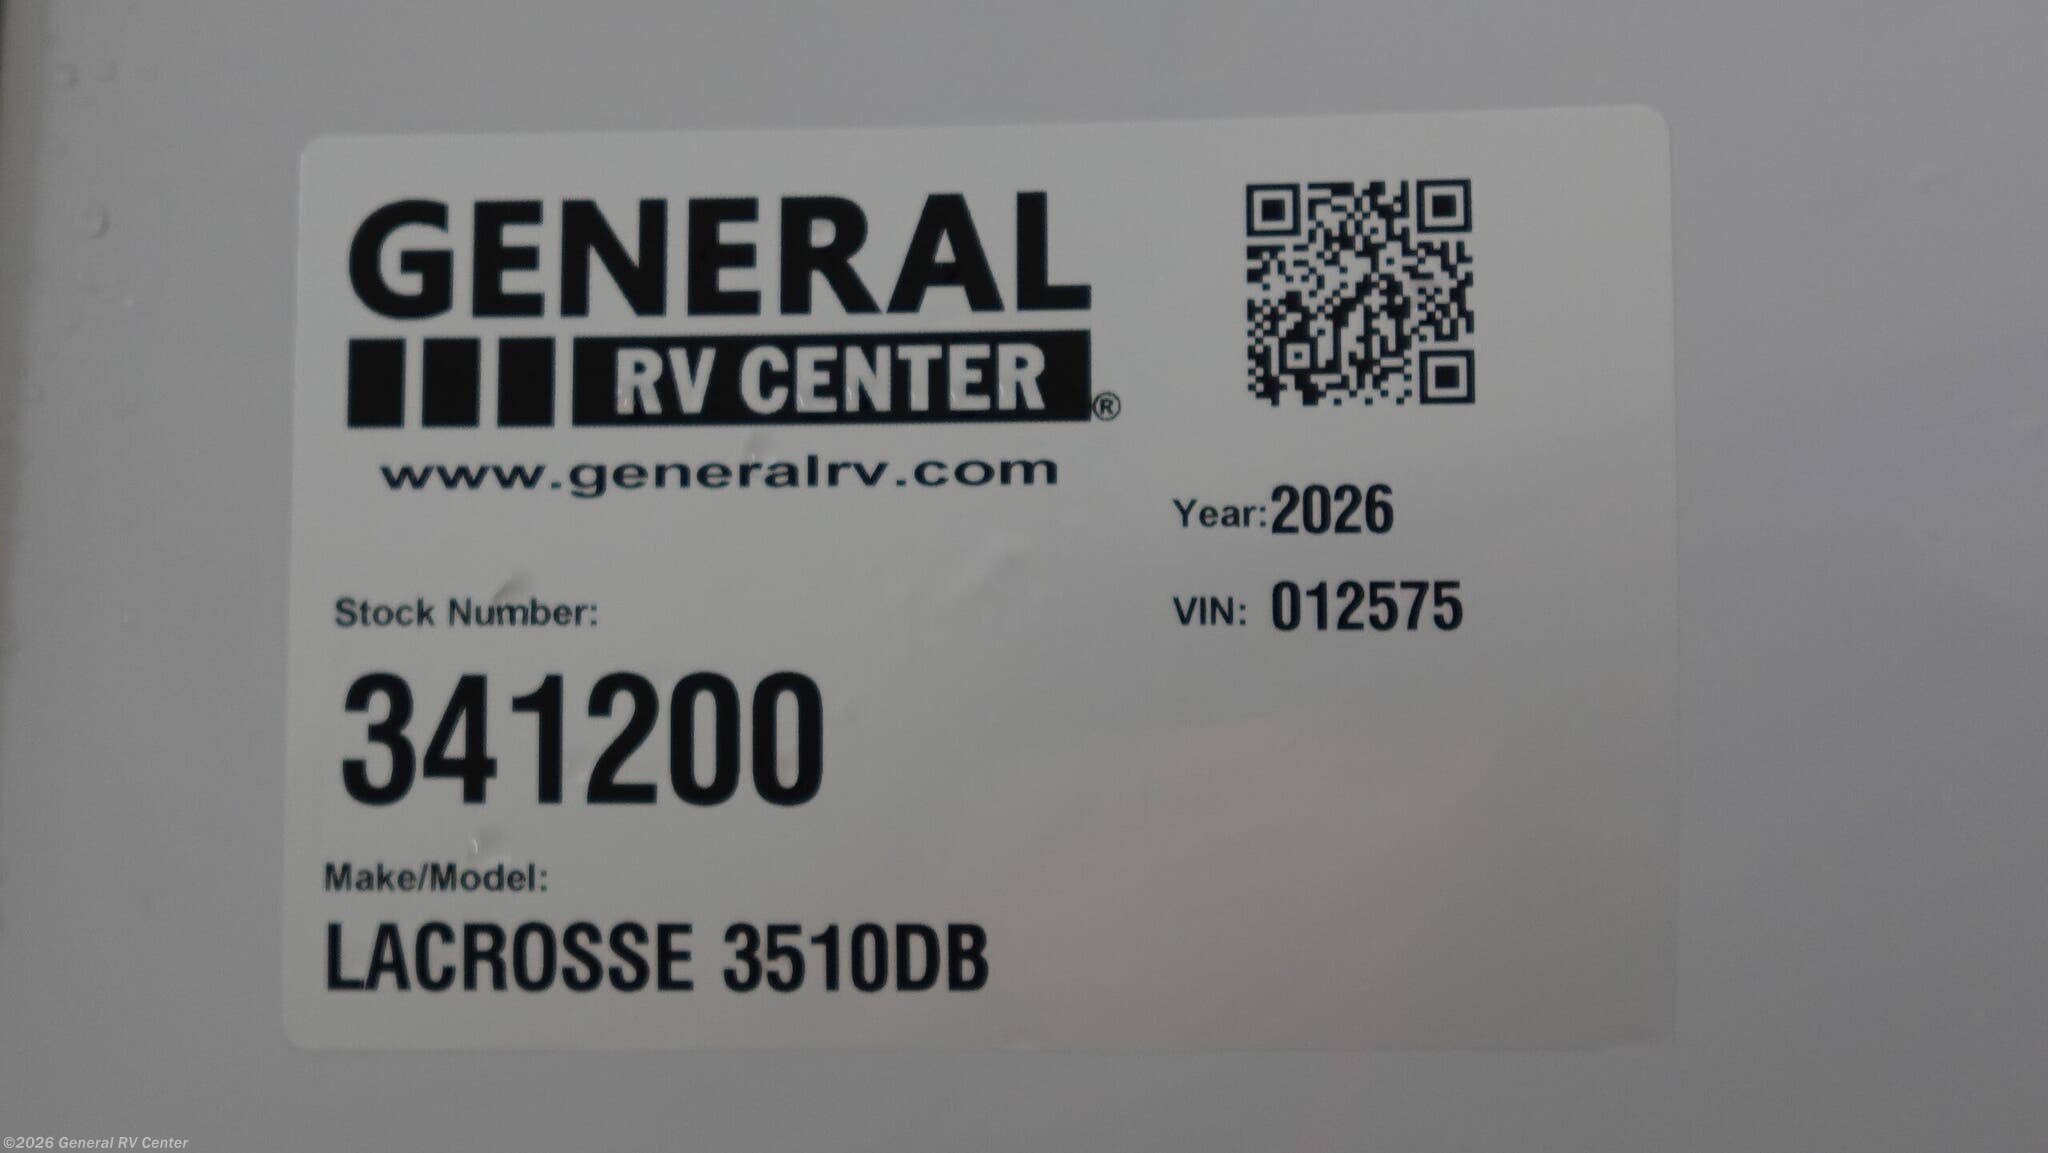 GENERAL
RV CENTER®
www.generalrv.com
Year: 2026
VIN: 012575
Stock Number:
341200
Make/Model:
LACROSSE 3510DB
©2026 General RV Center